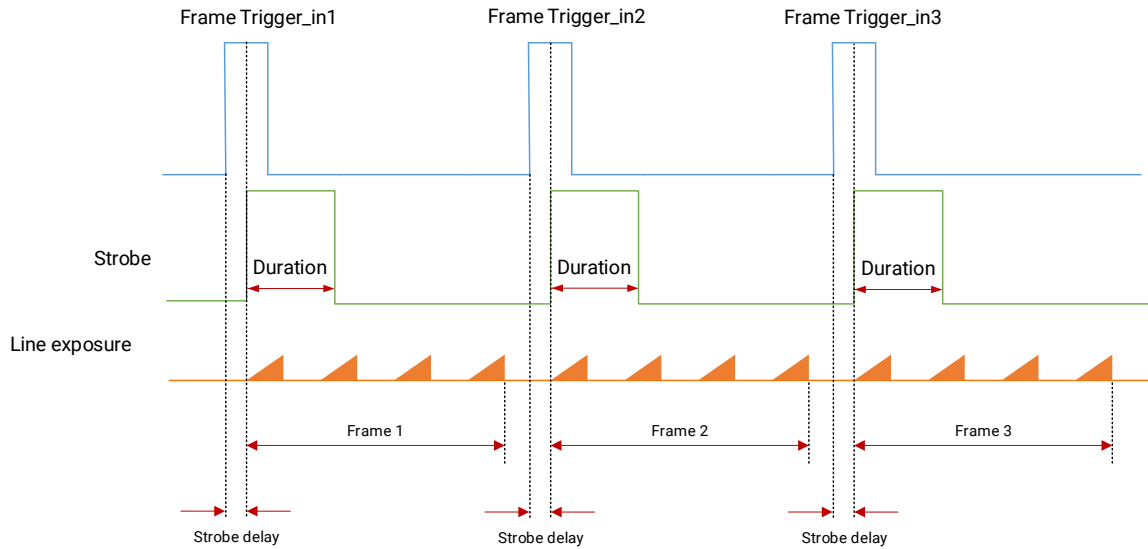 Frame Trigger_in1
Frame Trigger_in2
Frame Trigger_in3
Strobe
Duration
Duration
Duration
Line exposure
Frame 1
Frame 2
Frame 3
Strobe delay
Strobe delay
Strobe delay